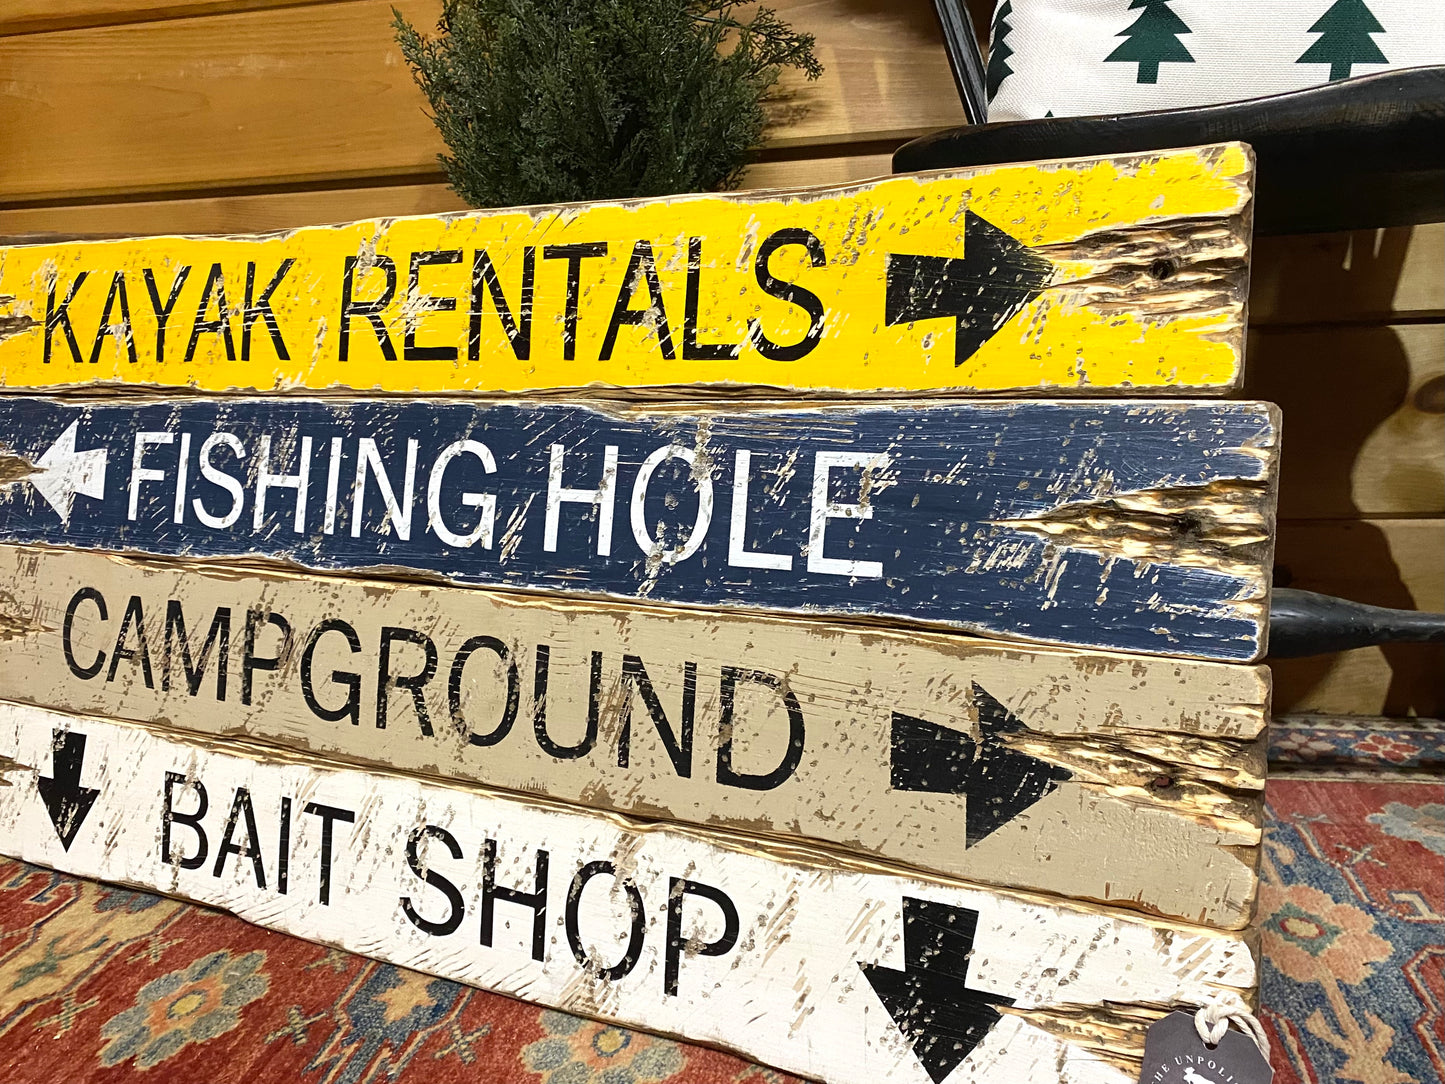 KAYAK RENTALS
FISHING HOLE
CAMPGROUND
BAIT SHOP